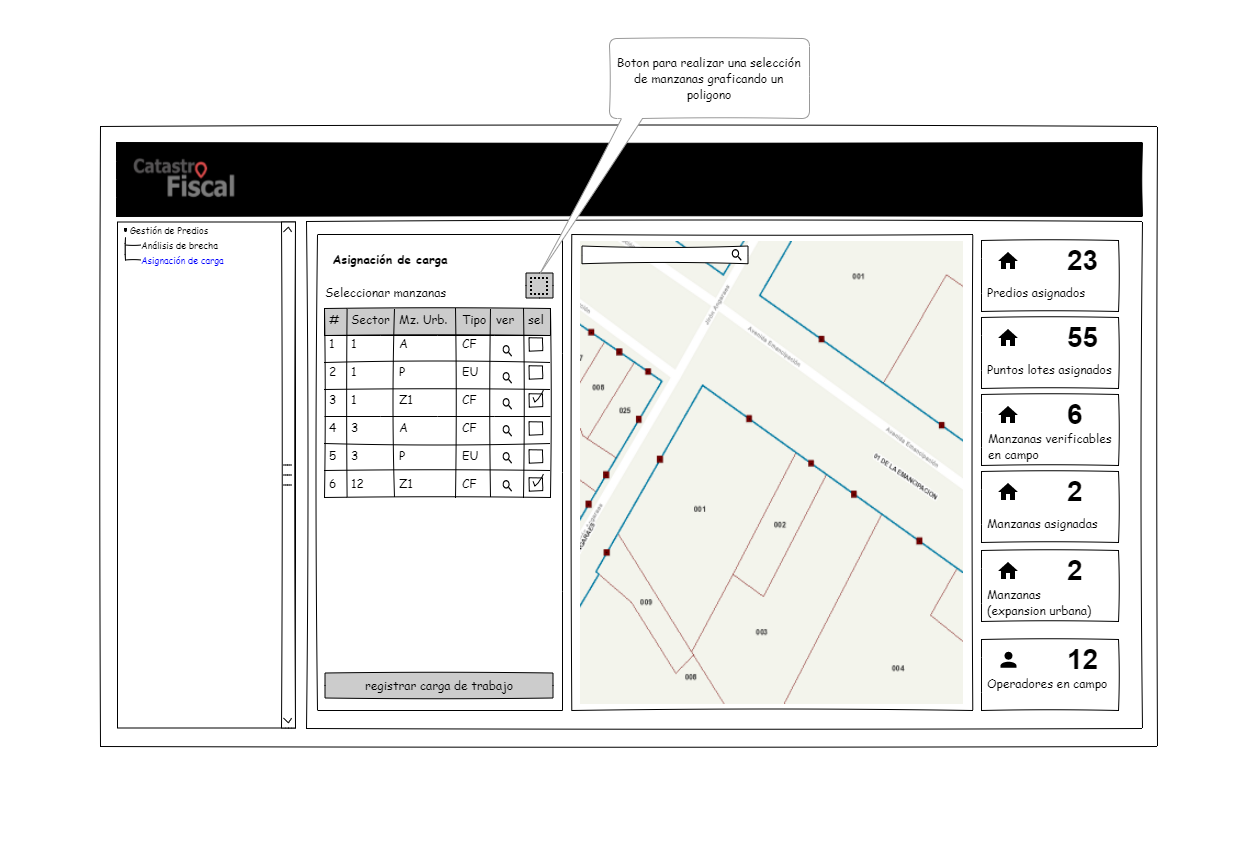 Boton para realizar una selección
de manzanas graficando un
poligono
Catastro
Fiscal
Gestión de Predios
Análisis de brecha
Asignación de carga
Asignación de carga
Seleccionar manzanas
# Sector Mz. Urb. Tipo ver sel
1 1 A CF
2 1 P EU
3 1 Z1 CF
4 3 A CF
5 3 P EU
6 12 Z1 CF
registrar carga de trabajo
001
Jirón Angaraes
Avenida Emancipación
Avenida Emancipación
01 DE LA EMANCIPACION
008
025
001
002
009
003
004
008
23
Predios asignados
55
Puntos lotes asignados
6
Manzanas verificables
en campo
2
Manzanas asignadas
2
Manzanas
(expansion urbana)
12
Operadores en campo